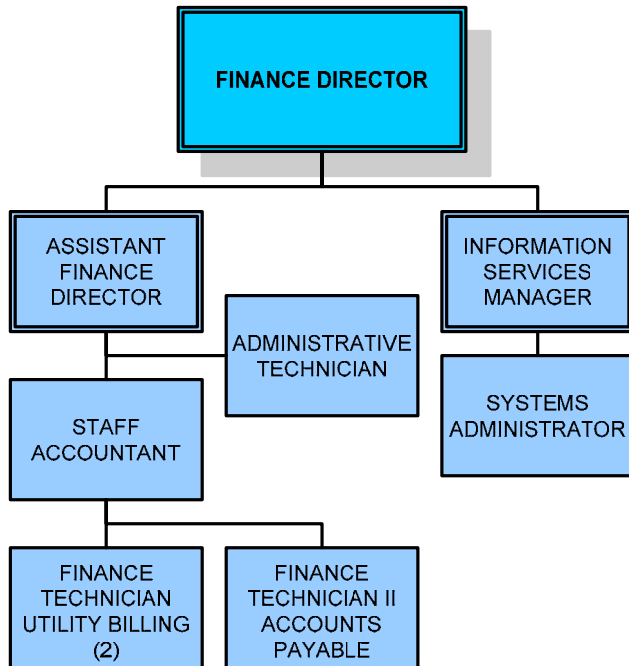 FINANCE DIRECTOR
ASSISTANT
FINANCE
DIRECTOR
INFORMATION
SERVICES
MANAGER
ADMINISTRATIVE
TECHNICIAN
STAFF
ACCOUNTANT
SYSTEMS
ADMINISTRATOR
FINANCE
TECHNICIAN
UTILITY BILLING
(2)
FINANCE
TECHNICIAN II
ACCOUNTS
PAYABLE